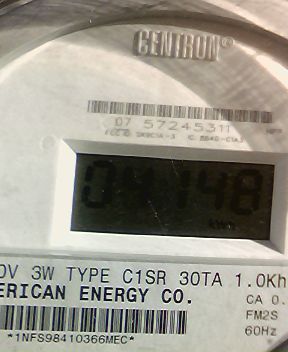 CENTRON®
07 57245311
04148
kWh
0V 3W TYPE C1SR 30TA 1.0Kh
ERICAN ENERGY CO.
CA 0.
FM2S
60Hz
*1NFS98410366MEC*